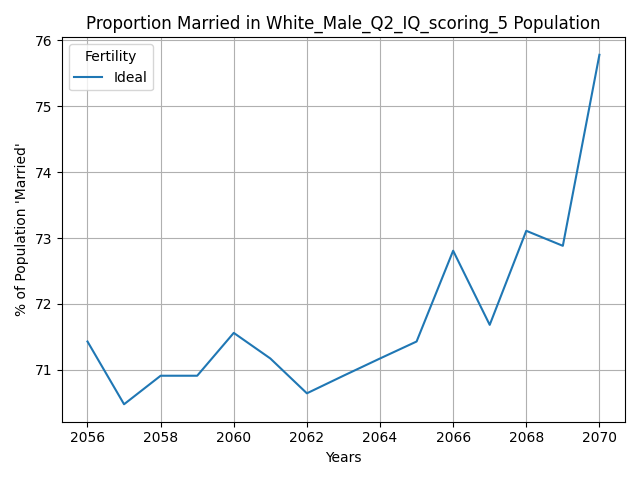 Proportion Married in White_Male_Q2_IQ_scoring_5 Population
Fertility
Ideal
% of Population 'Married'
76
75
74
73
72
71
2056 2058 2060 2062 2064 2066 2068 2070
Years